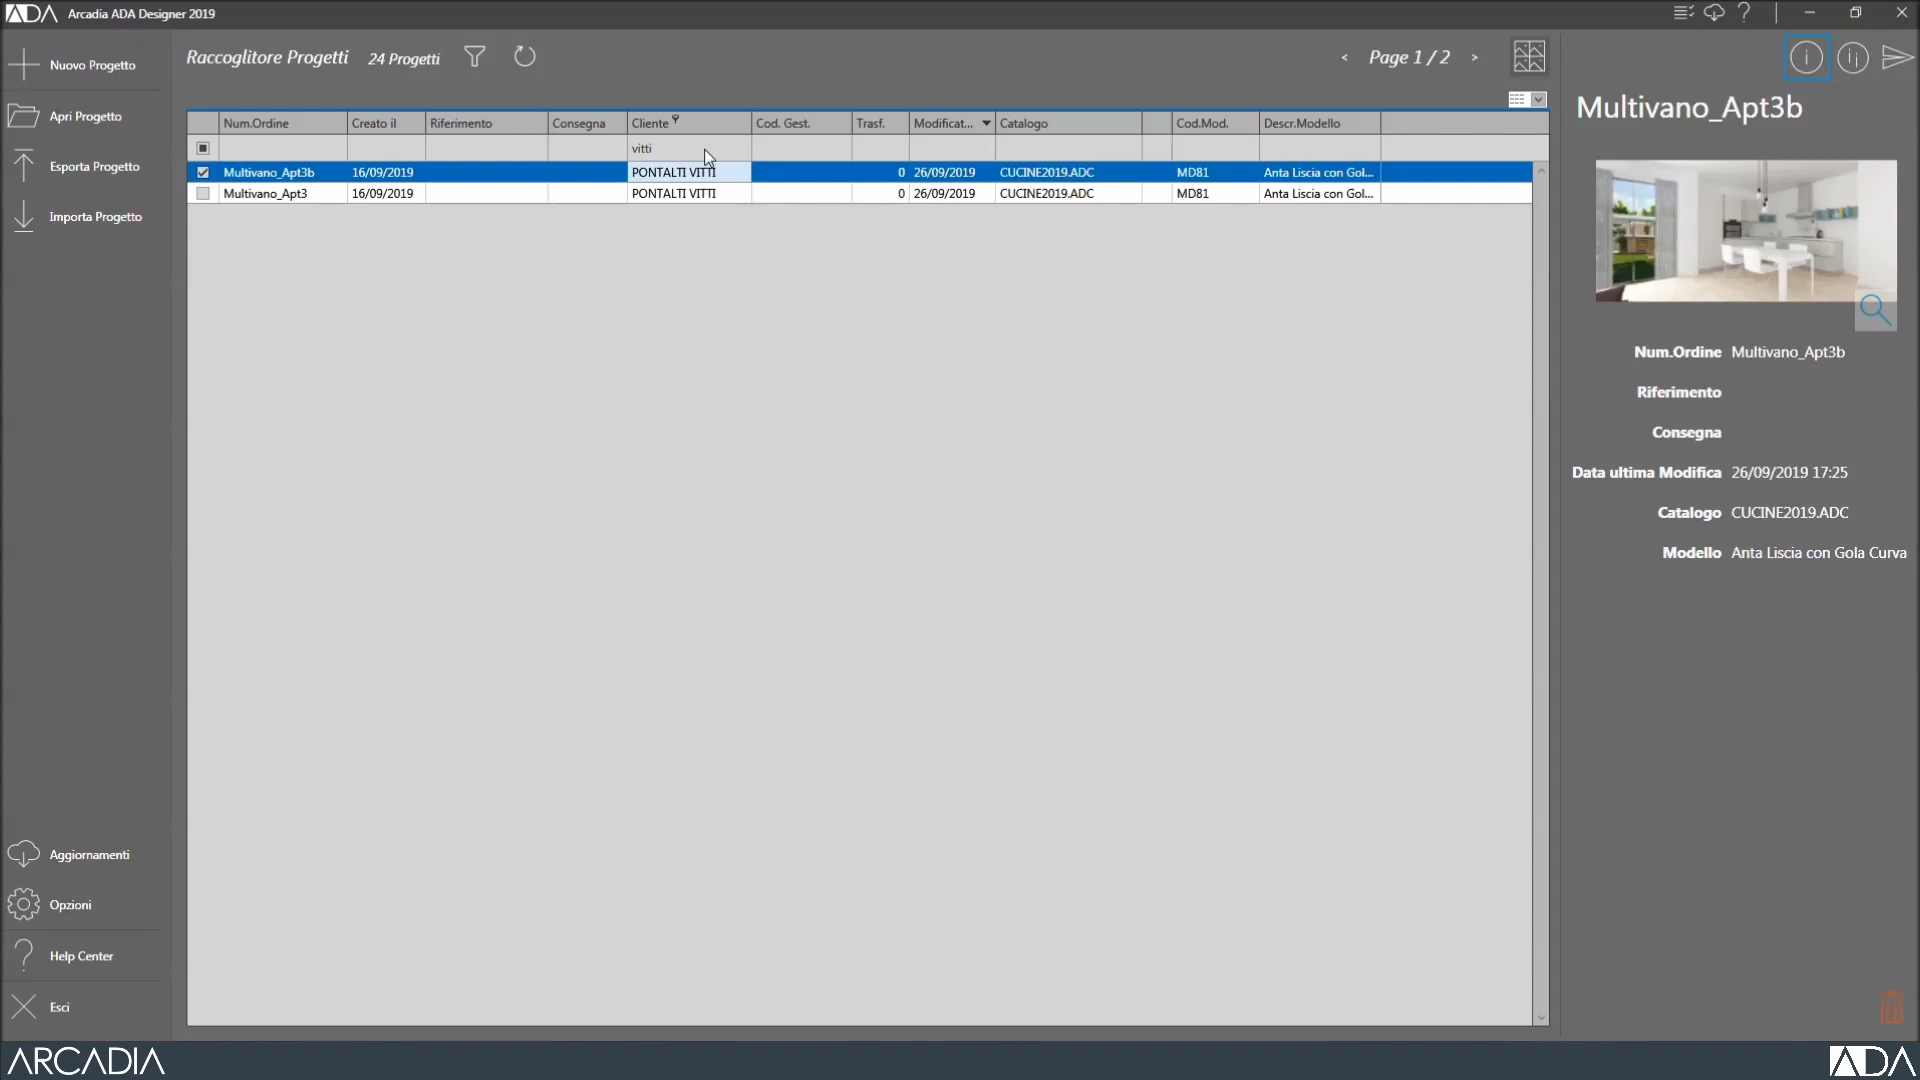 ADA Arcadia ADA Designer 2019
Nuovo Progetto
Apri Progetto
Esporta Progetto
Importa Progetto
Aggiornamenti
Opzioni
Help Center
Esci
Raccoglitore Progetti 24 Progetti
< Page 1 / 2 >
Num.Ordine Creato il Riferimento Consegna Cliente Cod. Gest. Trasf. Modificat... Catalogo Cod.Mod. Descr.Modello
vitti
Multivano_Apt3b 16/09/2019 PONTALTI VITTI 0 26/09/2019 CUCINE2019.ADC MD81 Anta Liscia con Gol...
Multivano_Apt3 16/09/2019 PONTALTI VITTI 0 26/09/2019 CUCINE2019.ADC MD81 Anta Liscia con Gol...
Multivano_Apt3b
Num.Ordine Multivano_Apt3b
Riferimento
Consegna
Data ultima Modifica 26/09/2019 17:25
Catalogo CUCINE2019.ADC
Modello Anta Liscia con Gola Curva
ARCADIA
ADA